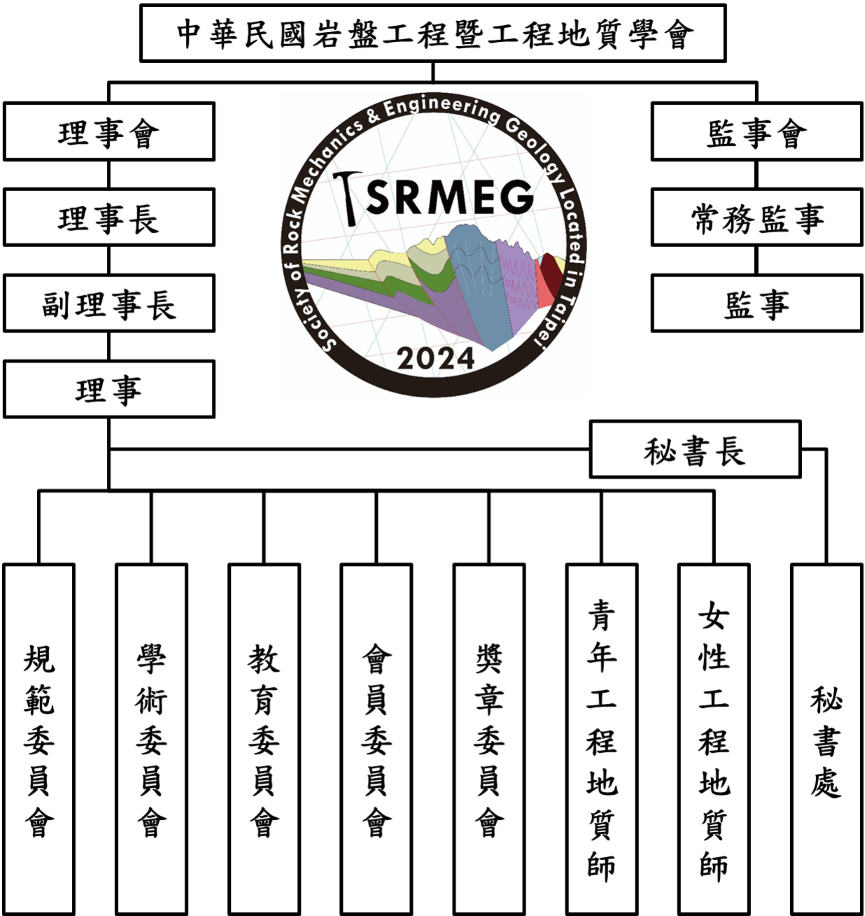 中華民國岩盤工程暨工程地質學會
理事會
監事會
Society of Rock Mechanics & Engineering Geology Located in Taipei
TSRMEG
2024
理事長
常務監事
副理事長
監事
理事
秘書長
規範委員會
學術委員會
教育委員會
會員委員會
獎章委員會
青年工程地質師
女性工程地質師
秘書處